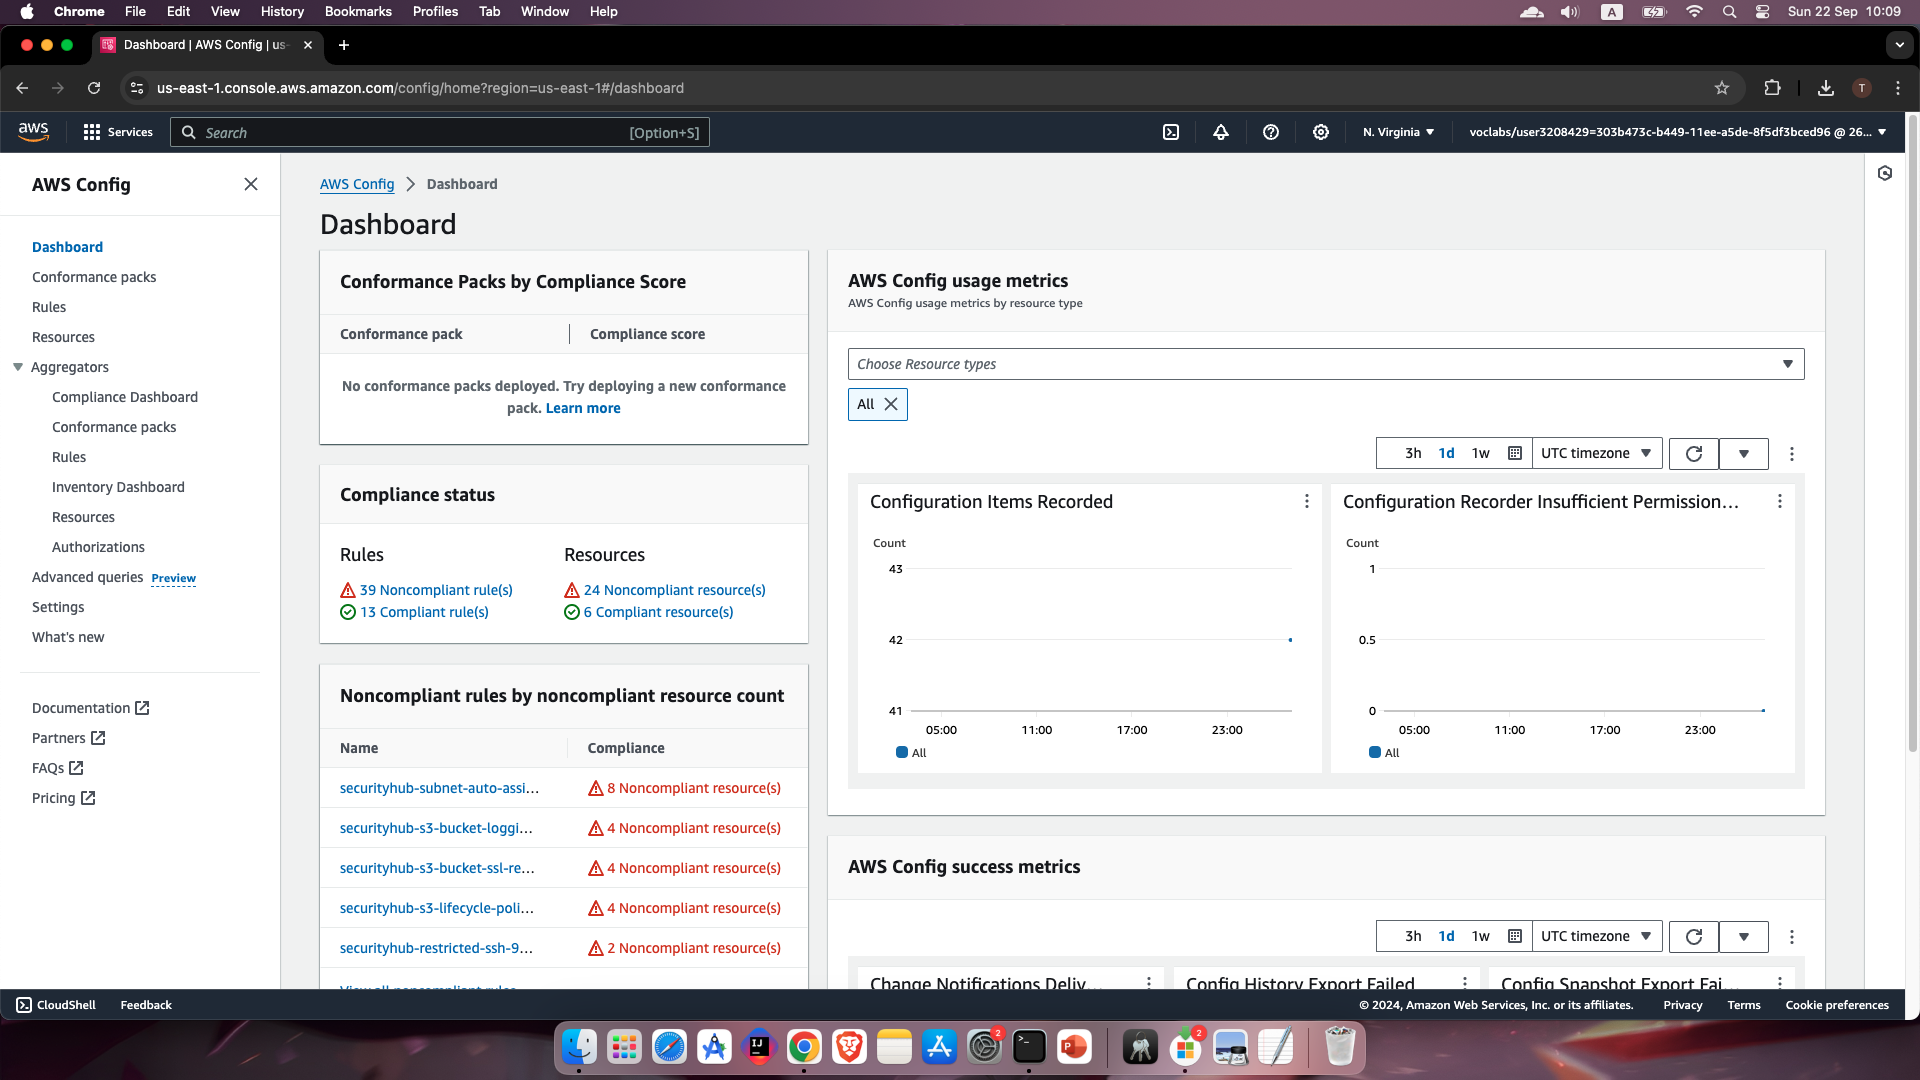 Chrome File Edit View History Bookmarks Profiles Tab Window Help
A
Sun 22 Sep 10:09
Dashboard | AWS Config | us-
us-east-1.console.aws.amazon.com/config/home?region=us-east-1#/dashboard
T
aws
Services
Search
[Option+S]
N. Virginia
voclabs/user3208429=303b473c-b449-11ee-a5de-8f5df3bced96 @ 26...
AWS Config
Dashboard
Conformance packs
Rules
Resources
Aggregators
Compliance Dashboard
Conformance packs
Rules
Inventory Dashboard
Resources
Authorizations
Advanced queries Preview
Settings
What's new
Documentation
Partners
FAQs
Pricing
AWS Config > Dashboard
Dashboard
Conformance Packs by Compliance Score
Conformance pack
Compliance score
No conformance packs deployed. Try deploying a new conformance
pack. Learn more
Compliance status
Rules
39 Noncompliant rule(s)
13 Compliant rule(s)
Resources
24 Noncompliant resource(s)
6 Compliant resource(s)
Noncompliant rules by noncompliant resource count
Name
Compliance
securityhub-subnet-auto-assi...
8 Noncompliant resource(s)
securityhub-s3-bucket-loggi...
4 Noncompliant resource(s)
securityhub-s3-bucket-ssl-re...
4 Noncompliant resource(s)
securityhub-s3-lifecycle-poli...
4 Noncompliant resource(s)
securityhub-restricted-ssh-9...
2 Noncompliant resource(s)
View all noncompliant rules
AWS Config usage metrics
AWS Config usage metrics by resource type
Choose Resource types
All
3h 1d 1w
UTC timezone
Configuration Items Recorded
Count
43
42
41
05:00 11:00 17:00 23:00
All
Configuration Recorder Insufficient Permission...
Count
1
0.5
0
05:00 11:00 17:00 23:00
All
AWS Config success metrics
3h 1d 1w
UTC timezone
Change Notifications Deliv...
Config History Export Failed
Config Snapshot Export Fai...
CloudShell
Feedback
© 2024, Amazon Web Services, Inc. or its affiliates.
Privacy
Terms
Cookie preferences
IJ
2
P
2